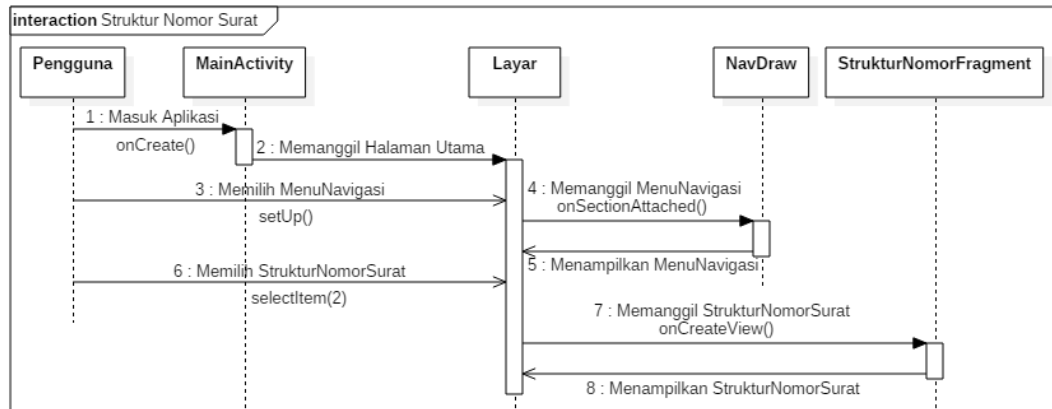 interaction Struktur Nomor Surat
Pengguna
MainActivity
Layar
NavDraw
StrukturNomorFragment
1 : Masuk Aplikasi
onCreate()
2 : Memanggil Halaman Utama
3 : Memilih MenuNavigasi
setUp()
4 : Memanggil MenuNavigasi
onSectionAttached()
5 : Menampilkan MenuNavigasi
6 : Memilih StrukturNomorSurat
selectItem(2)
7 : Memanggil StrukturNomorSurat
onCreateView()
8 : Menampilkan StrukturNomorSurat